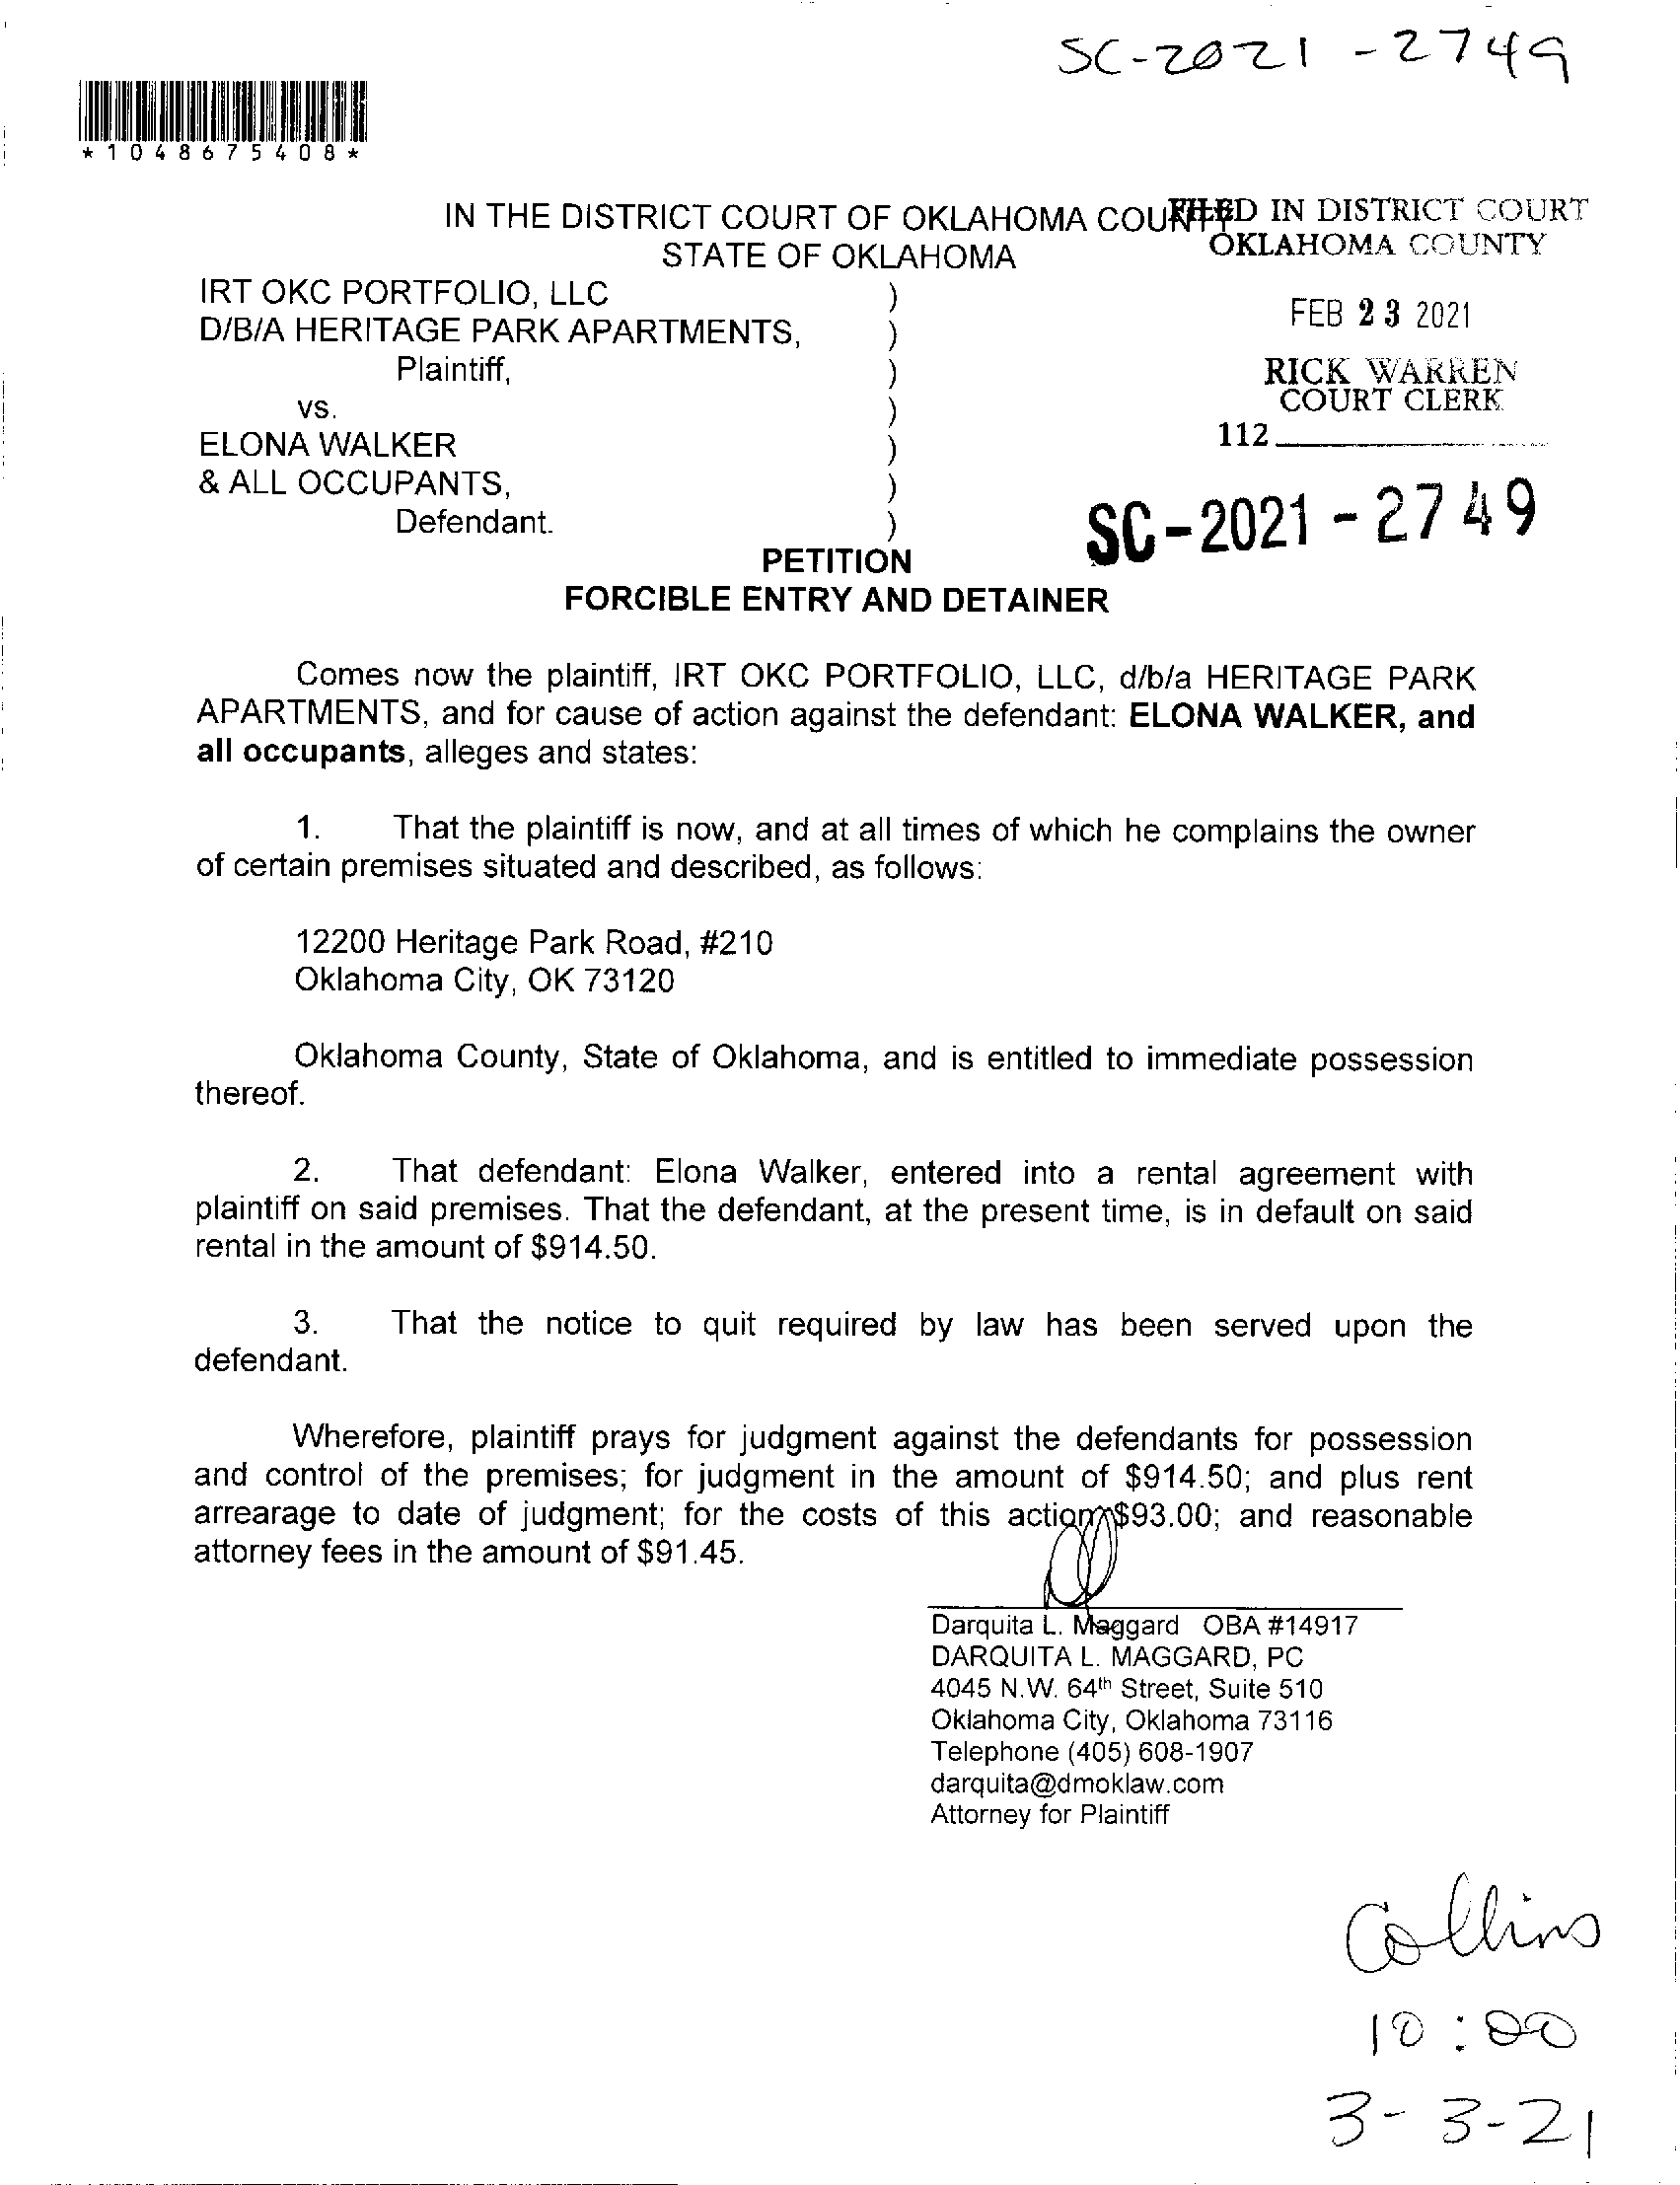 SC-2021-2749
*1048675408*
IN THE DISTRICT COURT OF OKLAHOMA COUNTY
STATE OF OKLAHOMA
FILED IN DISTRICT COURT
OKLAHOMA COUNTY
FEB 23 2021
RICK WARREN
COURT CLERK
112
IRT OKC PORTFOLIO, LLC )
D/B/A HERITAGE PARK APARTMENTS, )
Plaintiff, )
vs. )
ELONA WALKER )
& ALL OCCUPANTS, )
Defendant. )
SC-2021-2749
PETITION
FORCIBLE ENTRY AND DETAINER
Comes now the plaintiff, IRT OKC PORTFOLIO, LLC, d/b/a HERITAGE PARK
APARTMENTS, and for cause of action against the defendant: ELONA WALKER, and
all occupants, alleges and states:
1. That the plaintiff is now, and at all times of which he complains the owner
of certain premises situated and described, as follows:
12200 Heritage Park Road, #210
Oklahoma City, OK 73120
Oklahoma County, State of Oklahoma, and is entitled to immediate possession
thereof.
2. That defendant: Elona Walker, entered into a rental agreement with
plaintiff on said premises. That the defendant, at the present time, is in default on said
rental in the amount of $914.50.
3. That the notice to quit required by law has been served upon the
defendant.
Wherefore, plaintiff prays for judgment against the defendants for possession
and control of the premises; for judgment in the amount of $914.50; and plus rent
arrearage to date of judgment; for the costs of this action $93.00; and reasonable
attorney fees in the amount of $91.45.
Darquita L. Maggard OBA #14917
DARQUITA L. MAGGARD, PC
4045 N.W. 64th Street, Suite 510
Oklahoma City, Oklahoma 73116
Telephone (405) 608-1907
darquita@dmoklaw.com
Attorney for Plaintiff
Collins
10:00
3-3-21